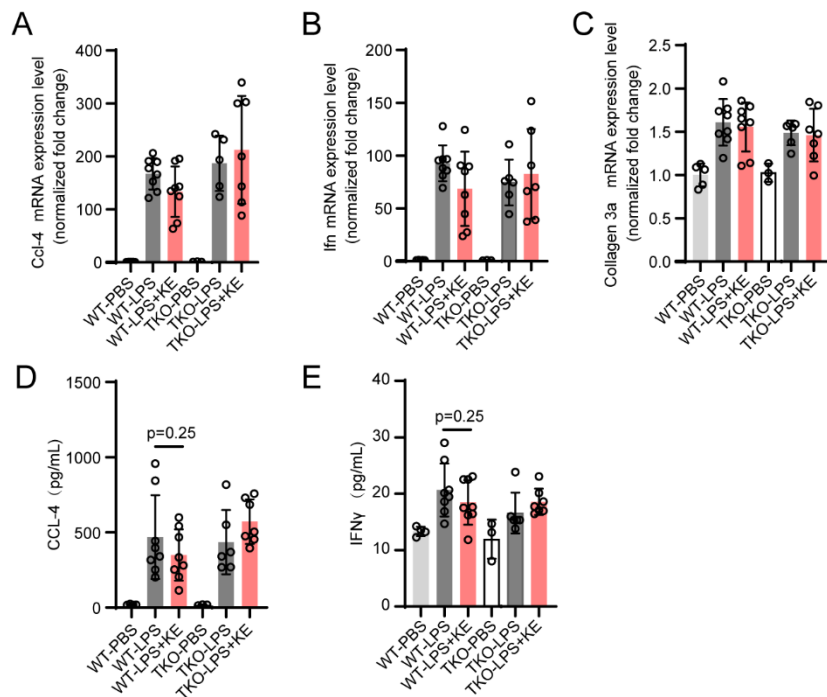 A
Ccl-4 mRNA expression level
(normalized fold change)
400
300
200
100
0
WT-PBS
WT-LPS
WT-LPS+KE
TKO-PBS
TKO-LPS
TKO-LPS+KE
B
Ifn mRNA expression level
(normalized fold change)
200
150
100
50
0
WT-PBS
WT-LPS
WT-LPS+KE
TKO-PBS
TKO-LPS
TKO-LPS+KE
C
Collagen 3a mRNA expression level
(normalized fold change)
2.5
2.0
1.5
1.0
0.5
0.0
WT-PBS
WT-LPS
WT-LPS+KE
TKO-PBS
TKO-LPS
TKO-LPS+KE
D
CCL-4 (pg/mL)
1500
1000
500
0
p=0.25
WT-PBS
WT-LPS
WT-LPS+KE
TKO-PBS
TKO-LPS
TKO-LPS+KE
E
IFNγ (pg/mL)
40
30
20
10
0
p=0.25
WT-PBS
WT-LPS
WT-LPS+KE
TKO-PBS
TKO-LPS
TKO-LPS+KE